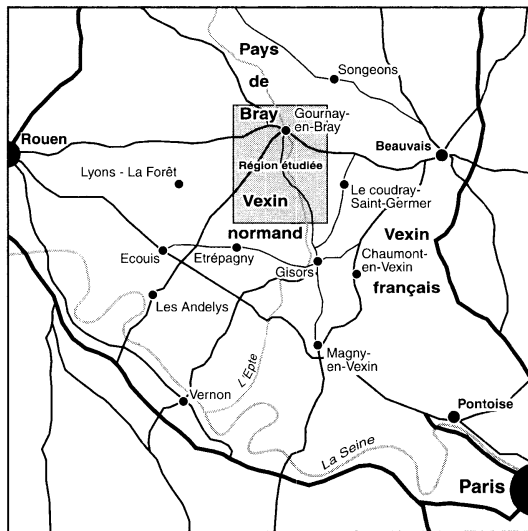 Pays
de
Bray
Songeons
Gournay-
en-Bray
Rouen
Beauvais
Lyons - La Forêt
Région étudiée
Le coudray-
Saint-Germer
Vexin
normand
Vexin
français
Ecouis
Etrépagny
Gisors
Chaumont-
en-Vexin
Les Andelys
L'Epte
Magny-
en-Vexin
Vernon
Pontoise
La Seine
Paris